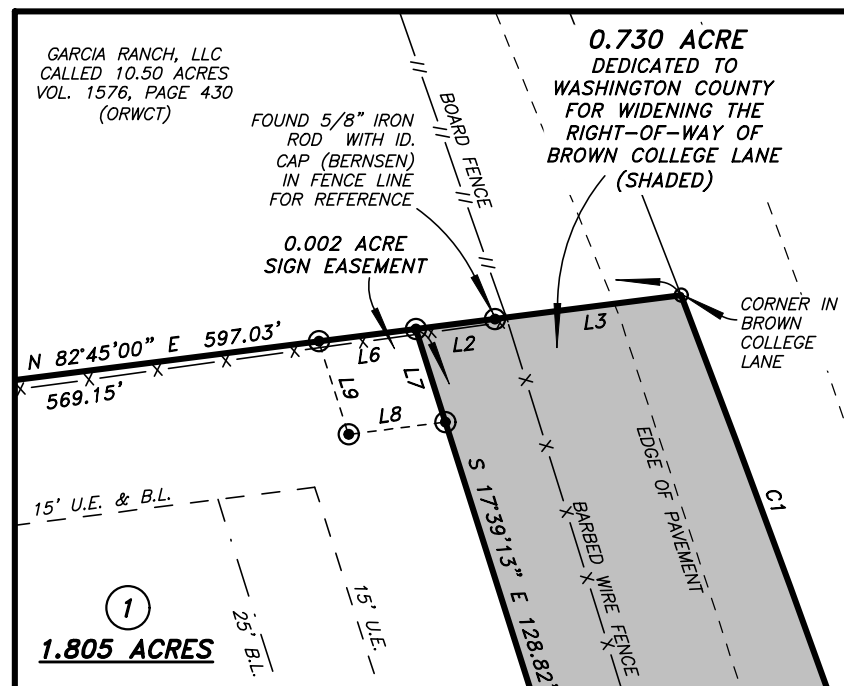 GARCIA RANCH, LLC
CALLED 10.50 ACRES
VOL. 1576, PAGE 430
(ORWCT)
0.730 ACRE
DEDICATED TO
WASHINGTON COUNTY
FOR WIDENING THE
RIGHT-OF-WAY OF
BROWN COLLEGE LANE
(SHADED)
BOARD FENCE
FOUND 5/8" IRON
ROD WITH ID.
CAP (BERNSEN)
IN FENCE LINE
FOR REFERENCE
0.002 ACRE
SIGN EASEMENT
CORNER IN
BROWN
COLLEGE
LANE
N 82°45'00" E 597.03'
569.15'
L6
L2
L3
L7
L9
L8
S 17°39'13" E 128.82'
EDGE OF PAVEMENT
C1
BARBED WIRE FENCE
15' U.E. & B.L.
25' B.L.
15' U.E.
1
1.805 ACRES